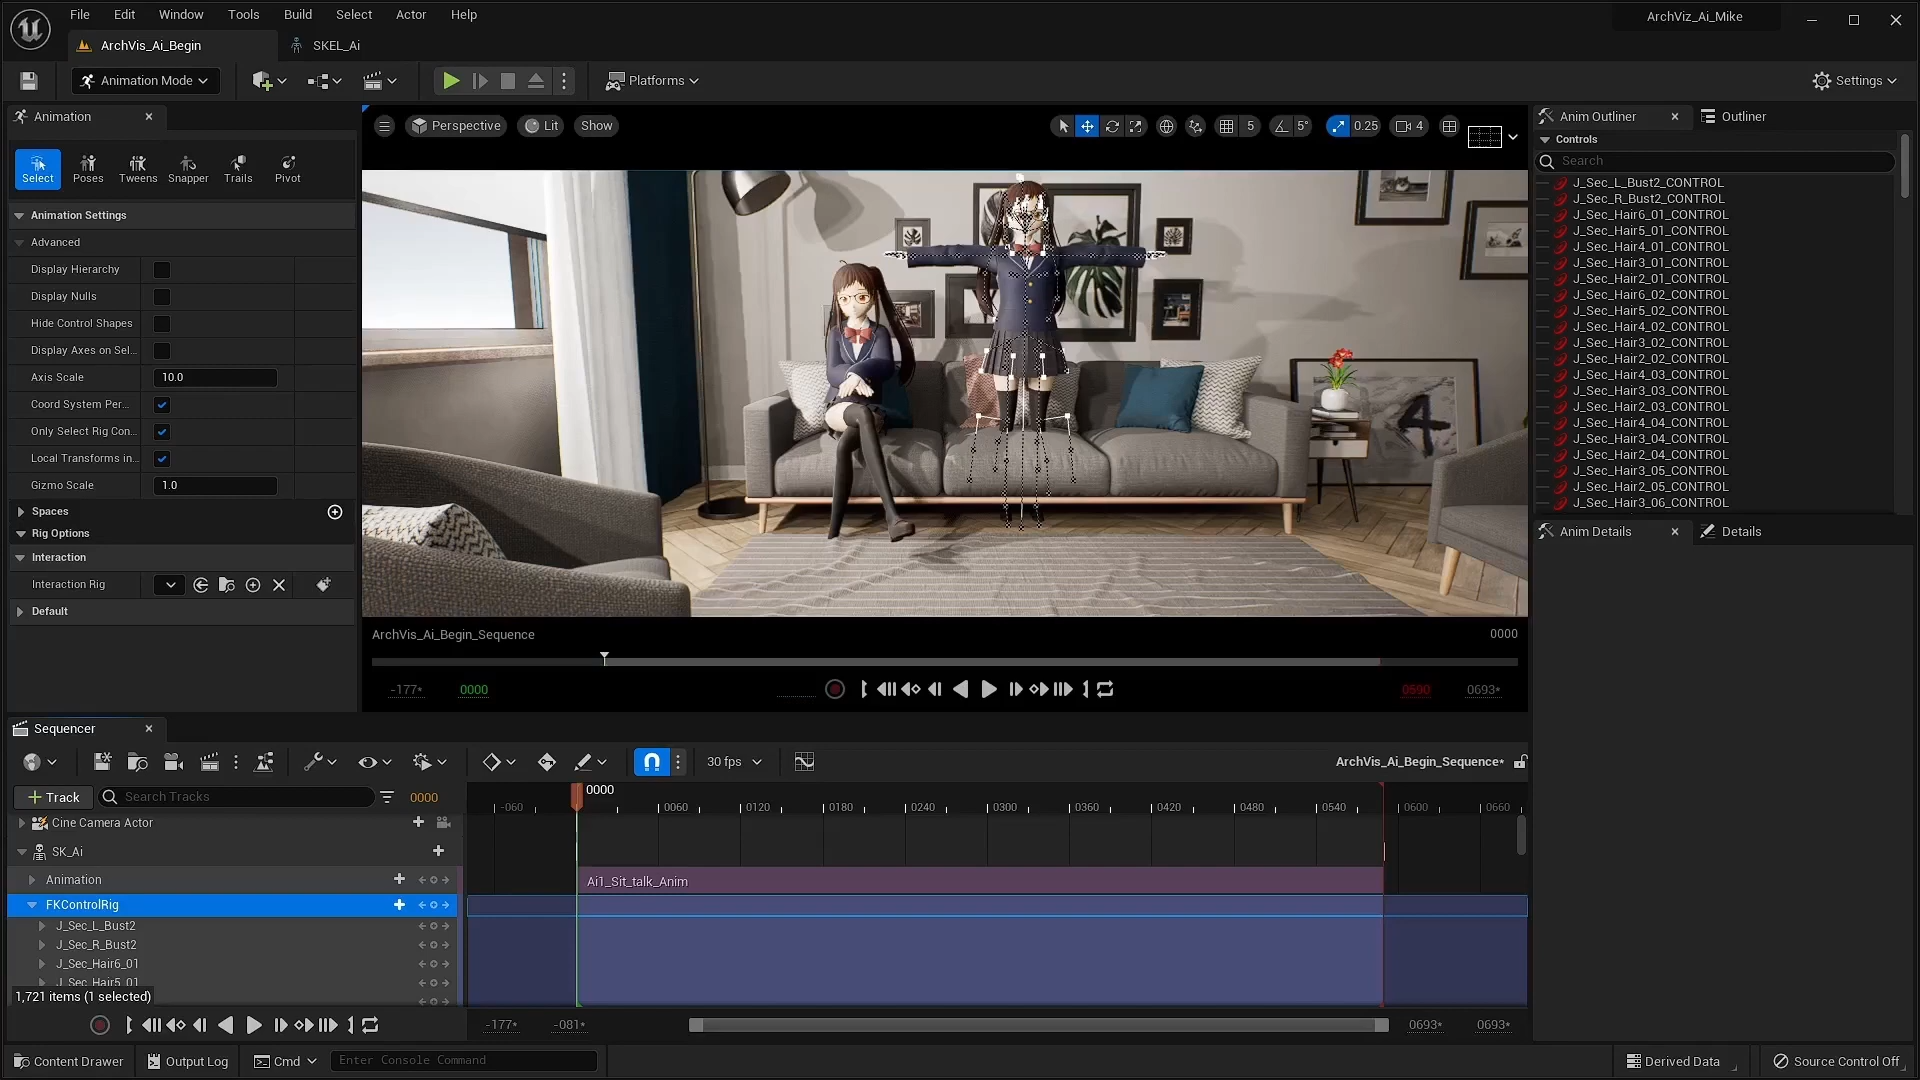 File Edit Window Tools Build Select Actor Help
ArchViz_Ai_Mike
ArchVis_Ai_Begin
SKEL_Ai
Animation Mode
Platforms
Settings
Animation
Select
Poses
Tweens
Snapper
Trails
Pivot
Animation Settings
Advanced
Display Hierarchy
Display Nulls
Hide Control Shapes
Display Axes on Sel...
Axis Scale 10.0
Coord System Per...
Only Select Rig Con...
Local Transforms in...
Gizmo Scale 1.0
Spaces
Rig Options
Interaction
Interaction Rig
Default
Perspective
Lit
Show
5
5°
0.25
4
ArchVis_Ai_Begin_Sequence
0000
-177*
0000
0590
0693*
Anim Outliner
Outliner
Controls
Search
J_Sec_L_Bust2_CONTROL
J_Sec_R_Bust2_CONTROL
J_Sec_Hair6_01_CONTROL
J_Sec_Hair5_01_CONTROL
J_Sec_Hair4_01_CONTROL
J_Sec_Hair3_01_CONTROL
J_Sec_Hair2_01_CONTROL
J_Sec_Hair6_02_CONTROL
J_Sec_Hair5_02_CONTROL
J_Sec_Hair4_02_CONTROL
J_Sec_Hair3_02_CONTROL
J_Sec_Hair2_02_CONTROL
J_Sec_Hair4_03_CONTROL
J_Sec_Hair3_03_CONTROL
J_Sec_Hair2_03_CONTROL
J_Sec_Hair4_04_CONTROL
J_Sec_Hair3_04_CONTROL
J_Sec_Hair2_04_CONTROL
J_Sec_Hair3_05_CONTROL
J_Sec_Hair2_05_CONTROL
J_Sec_Hair3_06_CONTROL
Anim Details
Details
Sequencer
30 fps
ArchVis_Ai_Begin_Sequence*
Track
Search Tracks
0000
0000
-060 0060 0120 0180 0240 0300 0360 0420 0480 0540 0600 0660
Cine Camera Actor
SK_Ai
Animation
Ai1_Sit_talk_Anim
FKControlRig
J_Sec_L_Bust2
J_Sec_R_Bust2
J_Sec_Hair6_01
J_Sec_Hair5_01
1,721 items (1 selected)
-177*
-081*
0693*
0693*
Content Drawer
Output Log
Cmd
Enter Console Command
Derived Data
Source Control Off